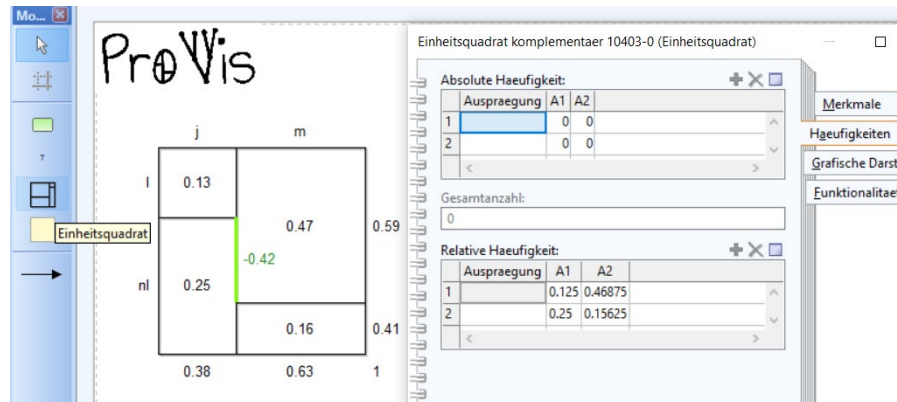 Mo...
ProVis
Einheitsquadrat
T
j m
l 0.13
0.47 0.59
-0.42
nl 0.25
0.16 0.41
0.38 0.63 1
Einheitsquadrat komplementaer 10403-0 (Einheitsquadrat)
Absolute Haeufigkeit:
Auspraegung A1 A2
1 0 0
2 0 0
Gesamtanzahl:
0
Relative Haeufigkeit:
Auspraegung A1 A2
1 0.125 0.46875
2 0.25 0.15625
Merkmale
Haeufigkeiten
Grafische Darst
Funktionalitae